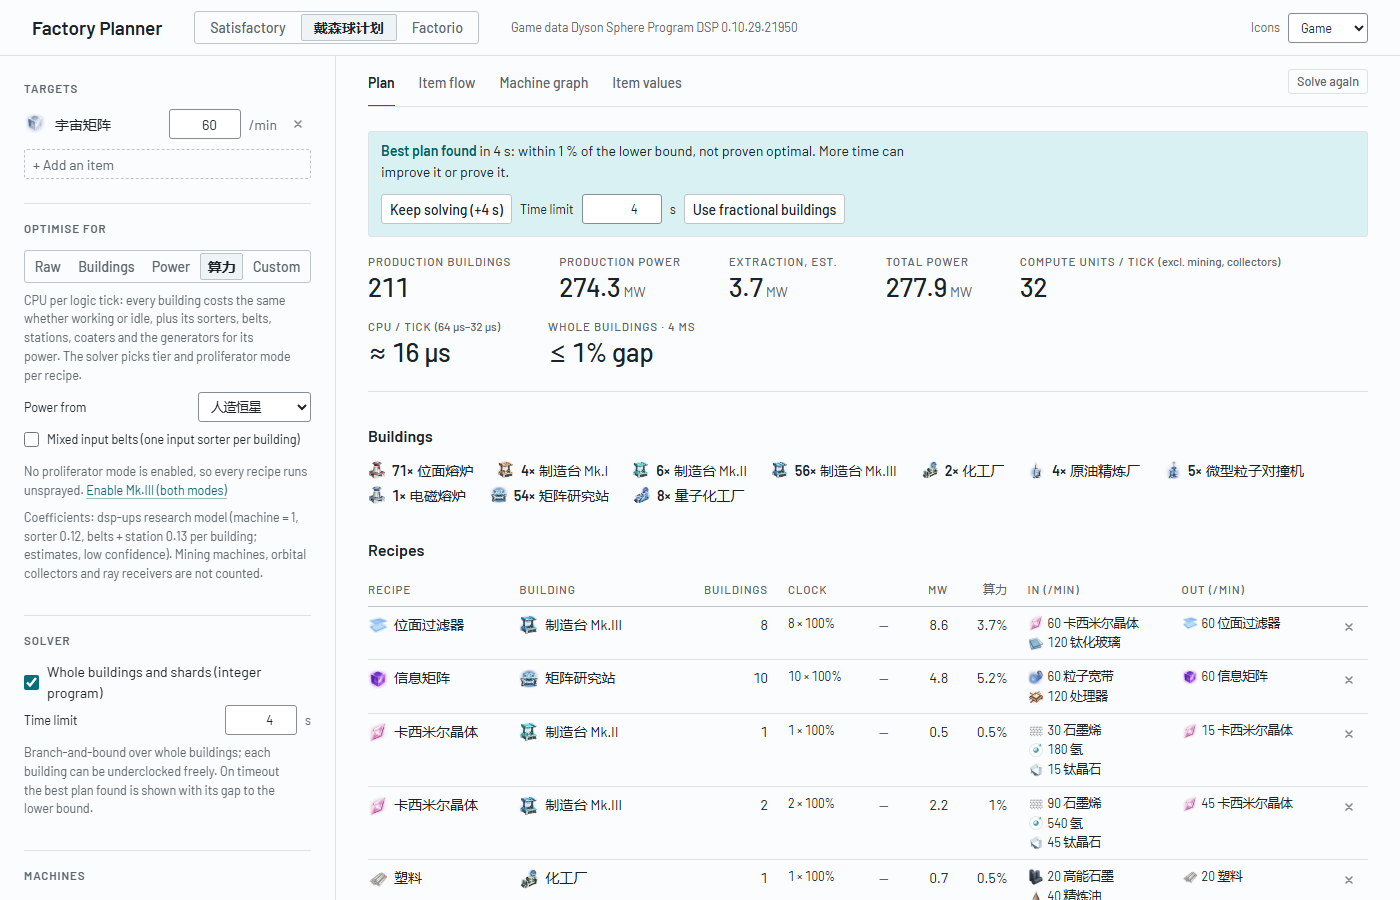 Factory Planner
Satisfactory 戴森球计划 Factorio
Game data Dyson Sphere Program DSP 0.10.29.21950
Icons Game
TARGETS
宇宙矩阵 60 /min ×
+ Add an item
OPTIMISE FOR
Raw Buildings Power 算力 Custom
CPU per logic tick: every building costs the same
whether working or idle, plus its sorters, belts,
stations, coaters and the generators for its
power. The solver picks tier and proliferator mode
per recipe.
Power from 人造恒星
Mixed input belts (one input sorter per building)
No proliferator mode is enabled, so every recipe runs
unsprayed. Enable Mk.III (both modes)
Coefficients: dsp-ups research model (machine = 1,
sorter 0.12, belts + station 0.13 per building;
estimates, low confidence). Mining machines, orbital
collectors and ray receivers are not counted.
SOLVER
Whole buildings and shards (integer
program)
Time limit 4 s
Branch-and-bound over whole buildings; each
building can be underclocked freely. On timeout
the best plan found is shown with its gap to the
lower bound.
MACHINES
Plan Item flow Machine graph Item values
Solve again
Best plan found in 4 s: within 1 % of the lower bound, not proven optimal. More time can
improve it or prove it.
Keep solving (+4 s) Time limit 4 s Use fractional buildings
PRODUCTION BUILDINGS PRODUCTION POWER EXTRACTION, EST. TOTAL POWER COMPUTE UNITS / TICK (excl. mining, collectors)
211 274.3 MW 3.7 MW 277.9 MW 32
CPU / TICK (64 µs–32 µs) WHOLE BUILDINGS · 4 MS
≈ 16 µs ≤ 1% gap
Buildings
71× 位面熔炉 4× 制造台 Mk.I 6× 制造台 Mk.II 56× 制造台 Mk.III 2× 化工厂 4× 原油精炼厂 5× 微型粒子对撞机
1× 电磁熔炉 54× 矩阵研究站 8× 量子化工厂
Recipes
RECIPE BUILDING BUILDINGS CLOCK MW 算力 IN (/MIN) OUT (/MIN)
位面过滤器 制造台 Mk.III 8 8 × 100% — 8.6 3.7% 60 卡西米尔晶体 60 位面过滤器 ×
120 钛化玻璃
信息矩阵 矩阵研究站 10 10 × 100% — 4.8 5.2% 60 粒子宽带 60 信息矩阵 ×
120 处理器
卡西米尔晶体 制造台 Mk.II 1 1 × 100% — 0.5 0.5% 30 石墨烯 15 卡西米尔晶体 ×
180 氢
15 钛晶石
卡西米尔晶体 制造台 Mk.III 2 2 × 100% — 2.2 1% 90 石墨烯 45 卡西米尔晶体 ×
540 氢
45 钛晶石
塑料 化工厂 1 1 × 100% — 0.7 0.5% 20 高能石墨 20 塑料 ×
40 精炼油